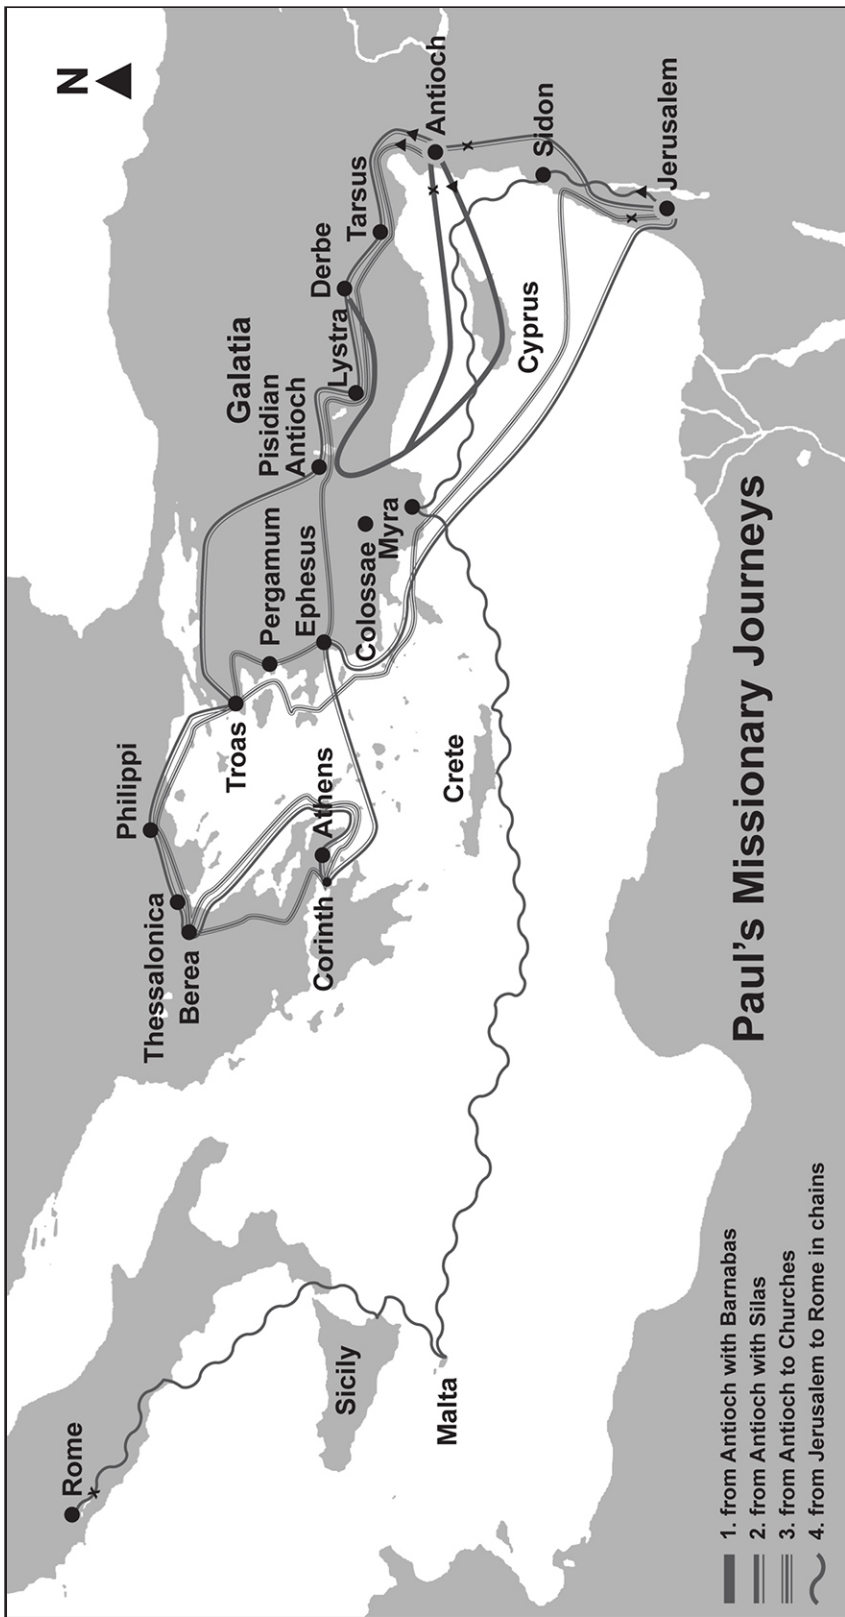 N
Rome
Thessalonica
Berea
Philippi
Troas
Pergamum
Ephesus
Galatia
Pisidian
Antioch
Lystra
Derbe
Tarsus
Antioch
Sidon
Jerusalem
Cyprus
Colossae
Myra
Athens
Corinth
Crete
Sicily
Malta
Paul's Missionary Journeys
1. from Antioch with Barnabas
2. from Antioch with Silas
3. from Antioch to Churches
4. from Jerusalem to Rome in chains